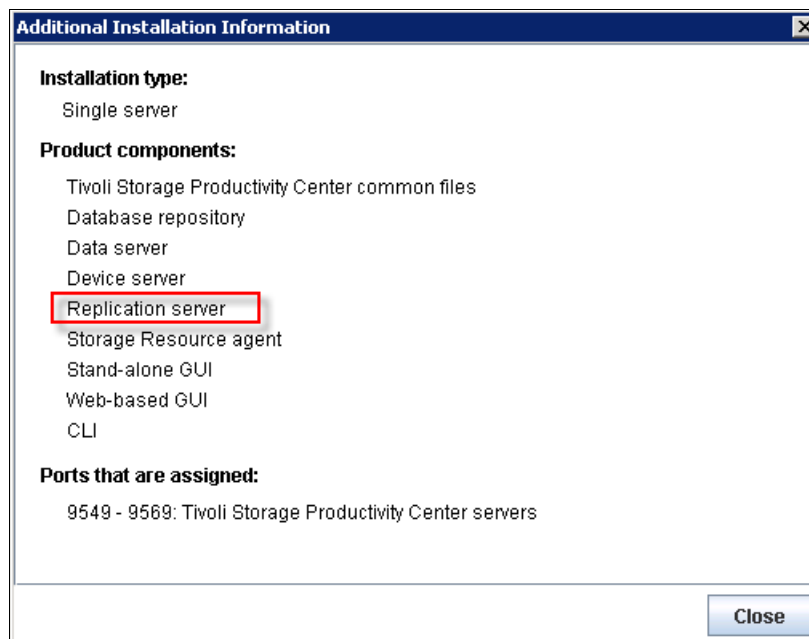 Additional Installation Information
Installation type:
Single server
Product components:
Tivoli Storage Productivity Center common files
Database repository
Data server
Device server
Replication server
Storage Resource agent
Stand-alone GUI
Web-based GUI
CLI
Ports that are assigned:
9549 - 9569: Tivoli Storage Productivity Center servers
Close